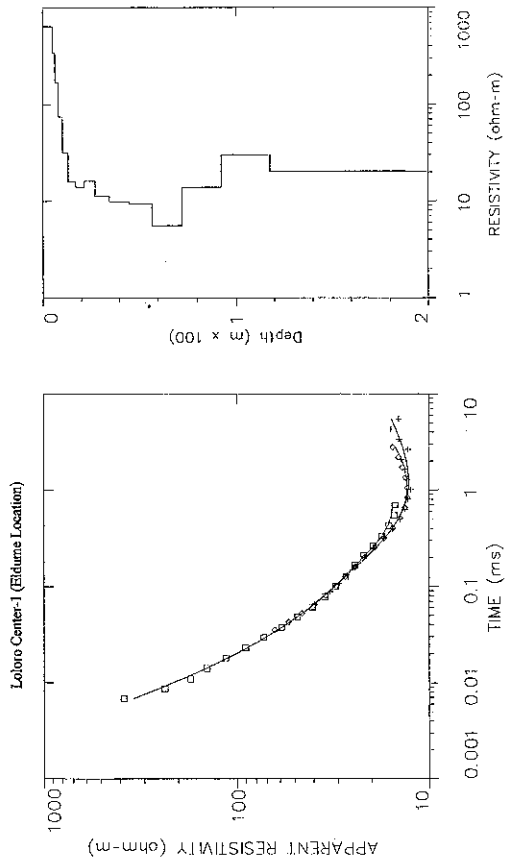 Loloro Center-1 (Eldume Location)
APPARENT RESISTIVITY (ohm-m)
1000
100
10
0.001 0.01 0.1 1 10
TIME (ms)
Depth (m x 100)
0
1
2
1 10 100 1000
RESISTIVITY (ohm-m)